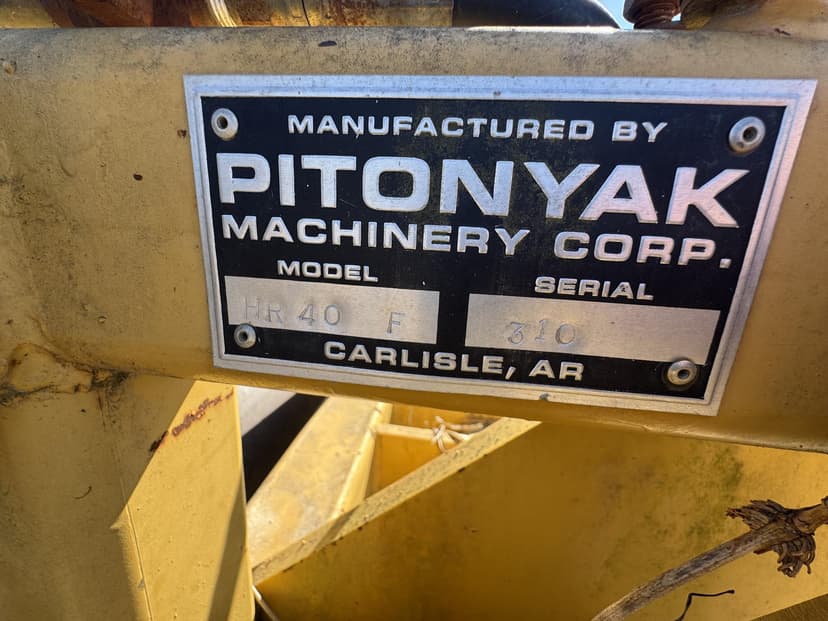 MANUFACTURED BY
PITONYAK
MACHINERY CORP.
MODEL SERIAL
HR 40 F 310
CARLISLE, AR